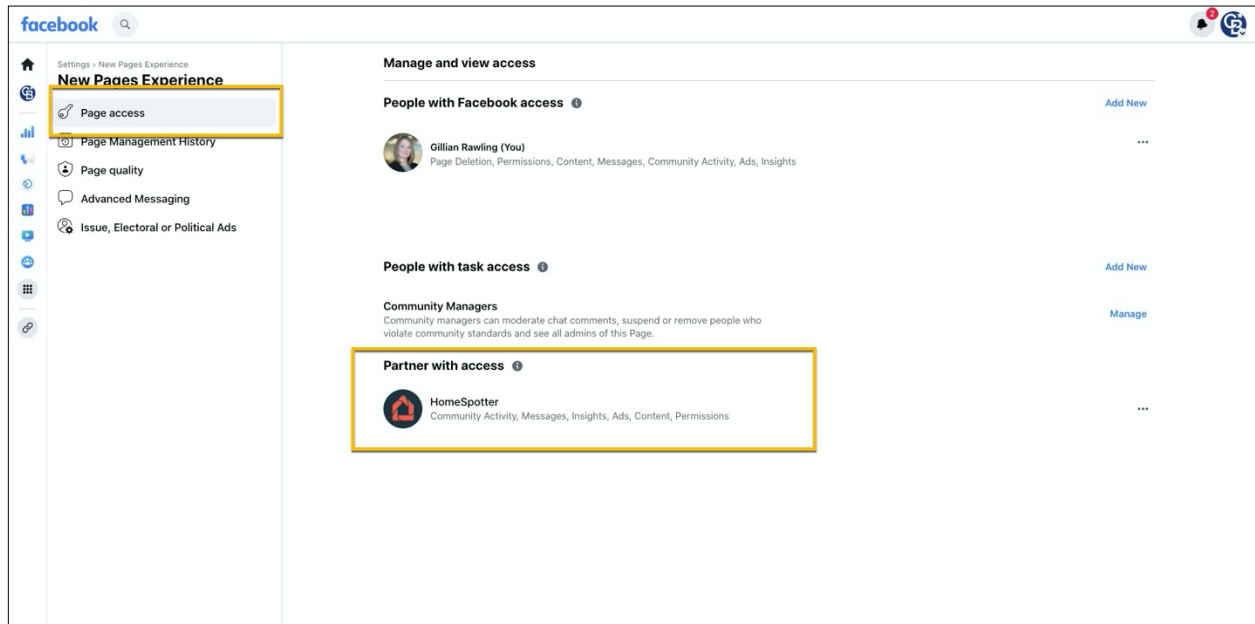 facebook
2
Settings › New Pages Experience
New Pages Experience
Page access
Page Management History
Page quality
Advanced Messaging
Issue, Electoral or Political Ads
Manage and view access
People with Facebook access
Add New
Gillian Rawling (You)
Page Deletion, Permissions, Content, Messages, Community Activity, Ads, Insights
People with task access
Add New
Community Managers
Community managers can moderate chat comments, suspend or remove people who
violate community standards and see all admins of this Page.
Manage
Partner with access
HomeSpotter
Community Activity, Messages, Insights, Ads, Content, Permissions